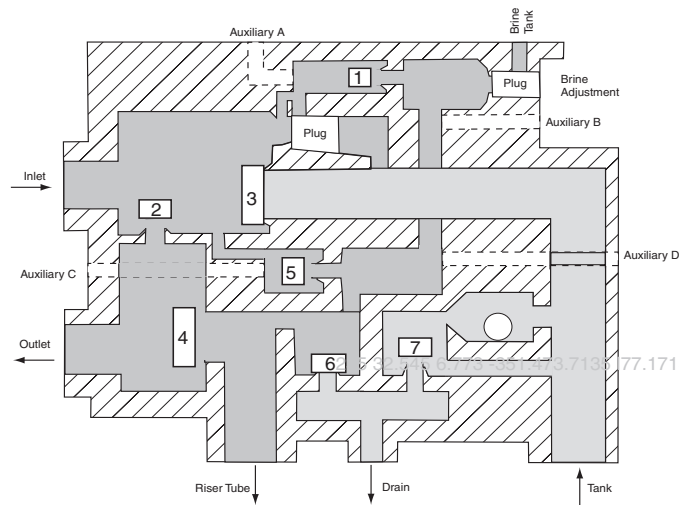 Auxiliary A
Brine
Tank
1
Plug
Brine
Adjustment
Plug
Auxiliary B
Inlet
2
3
Auxiliary C
5
Auxiliary D
Outlet
4
6
7
Riser Tube
Drain
Tank